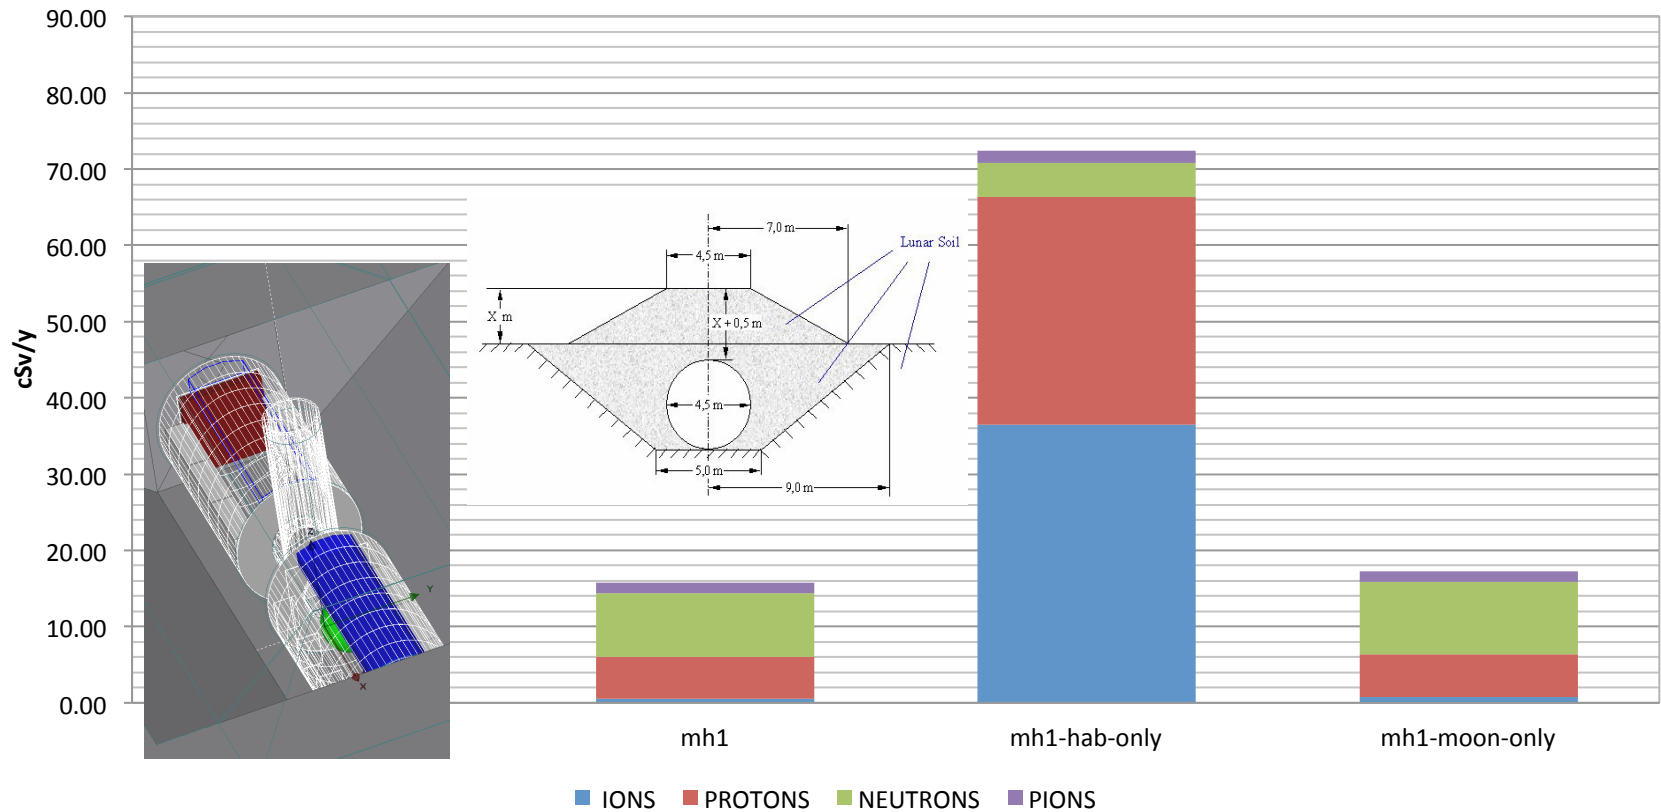 90.00
80.00
70.00
60.00
50.00
40.00
30.00
20.00
10.00
0.00
cSv/y
7,0 m
Lunar Soil
4,5 m
X m
X + 0,5 m
4,5 m
5,0 m
9,0 m
Z
Y
X
mh1
mh1-hab-only
mh1-moon-only
IONS PROTONS NEUTRONS PIONS